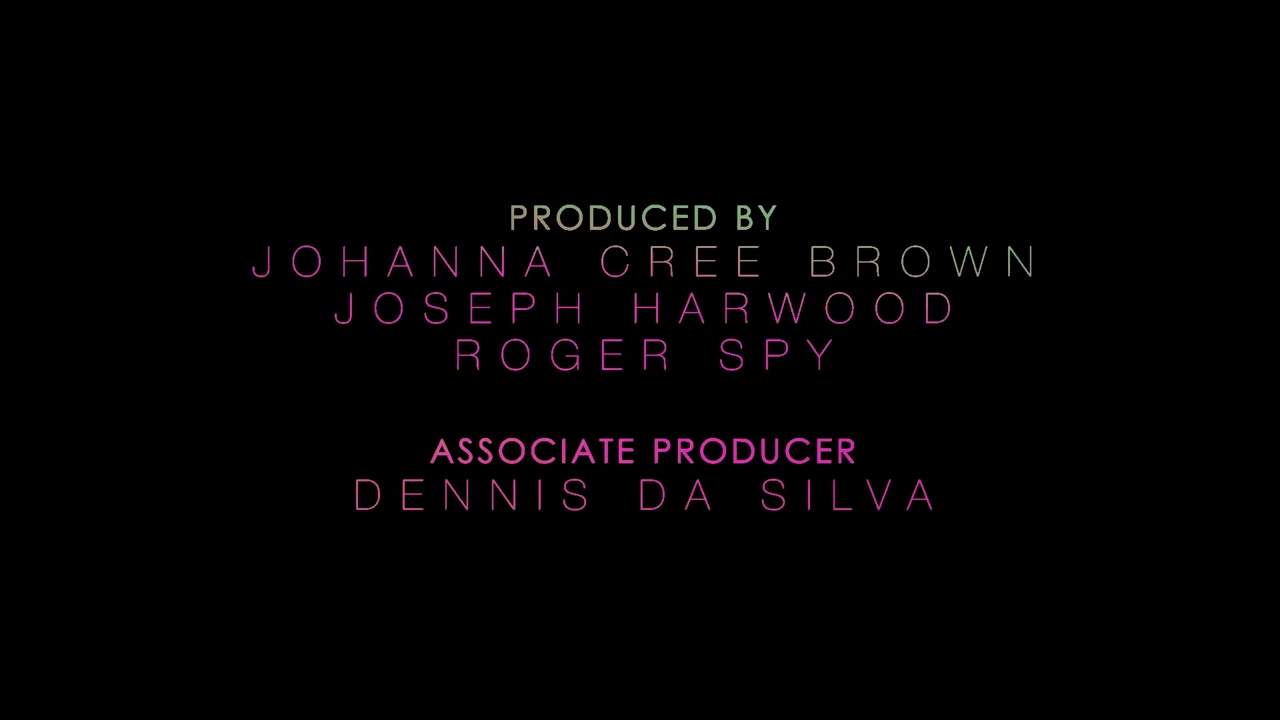 PRODUCED BY
JOHANNA CREE BROWN
JOSEPH HARWOOD
ROGER SPY
ASSOCIATE PRODUCER
DENNIS DA SILVA